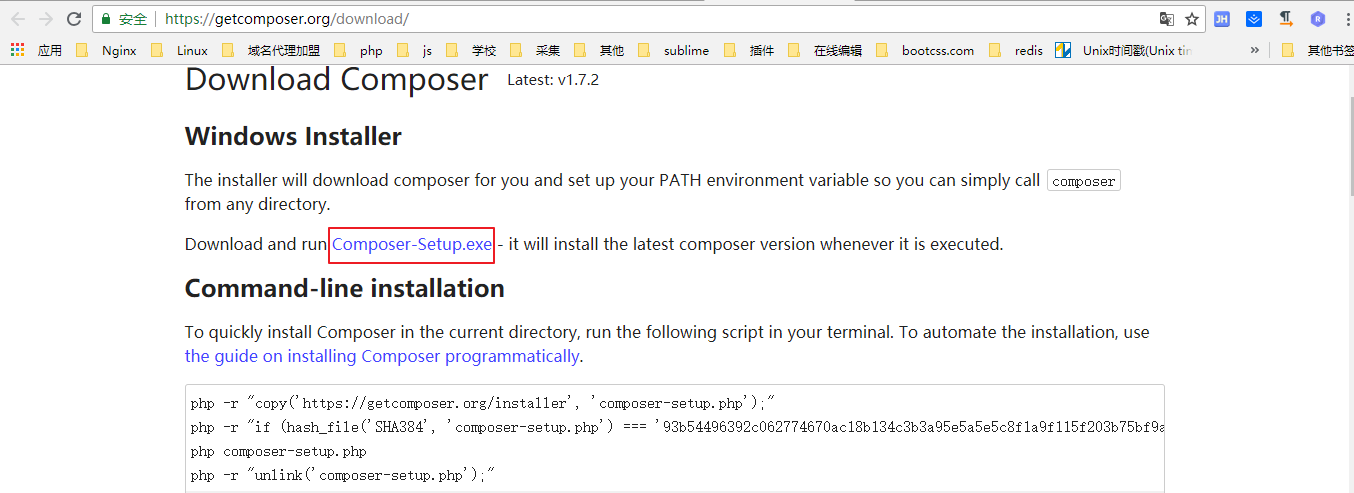 安全 https://getcomposer.org/download/
应用 Nginx Linux 域名代理加盟 php js 学校 采集 其他 sublime 插件 在线编辑 bootcss.com redis Unix时间戳(Unix tin » 其他书签
Download Composer Latest: v1.7.2
Windows Installer
The installer will download composer for you and set up your PATH environment variable so you can simply call composer
from any directory.
Download and run Composer-Setup.exe - it will install the latest composer version whenever it is executed.
Command-line installation
To quickly install Composer in the current directory, run the following script in your terminal. To automate the installation, use
the guide on installing Composer programmatically.
php -r "copy('https://getcomposer.org/installer', 'composer-setup.php');"
php -r "if (hash_file('SHA384', 'composer-setup.php') === '93b54496392c062774670ac18b134c3b3a95e5a5e5c8f1a9f115f203b75bf9a
php composer-setup.php
php -r "unlink('composer-setup.php');"